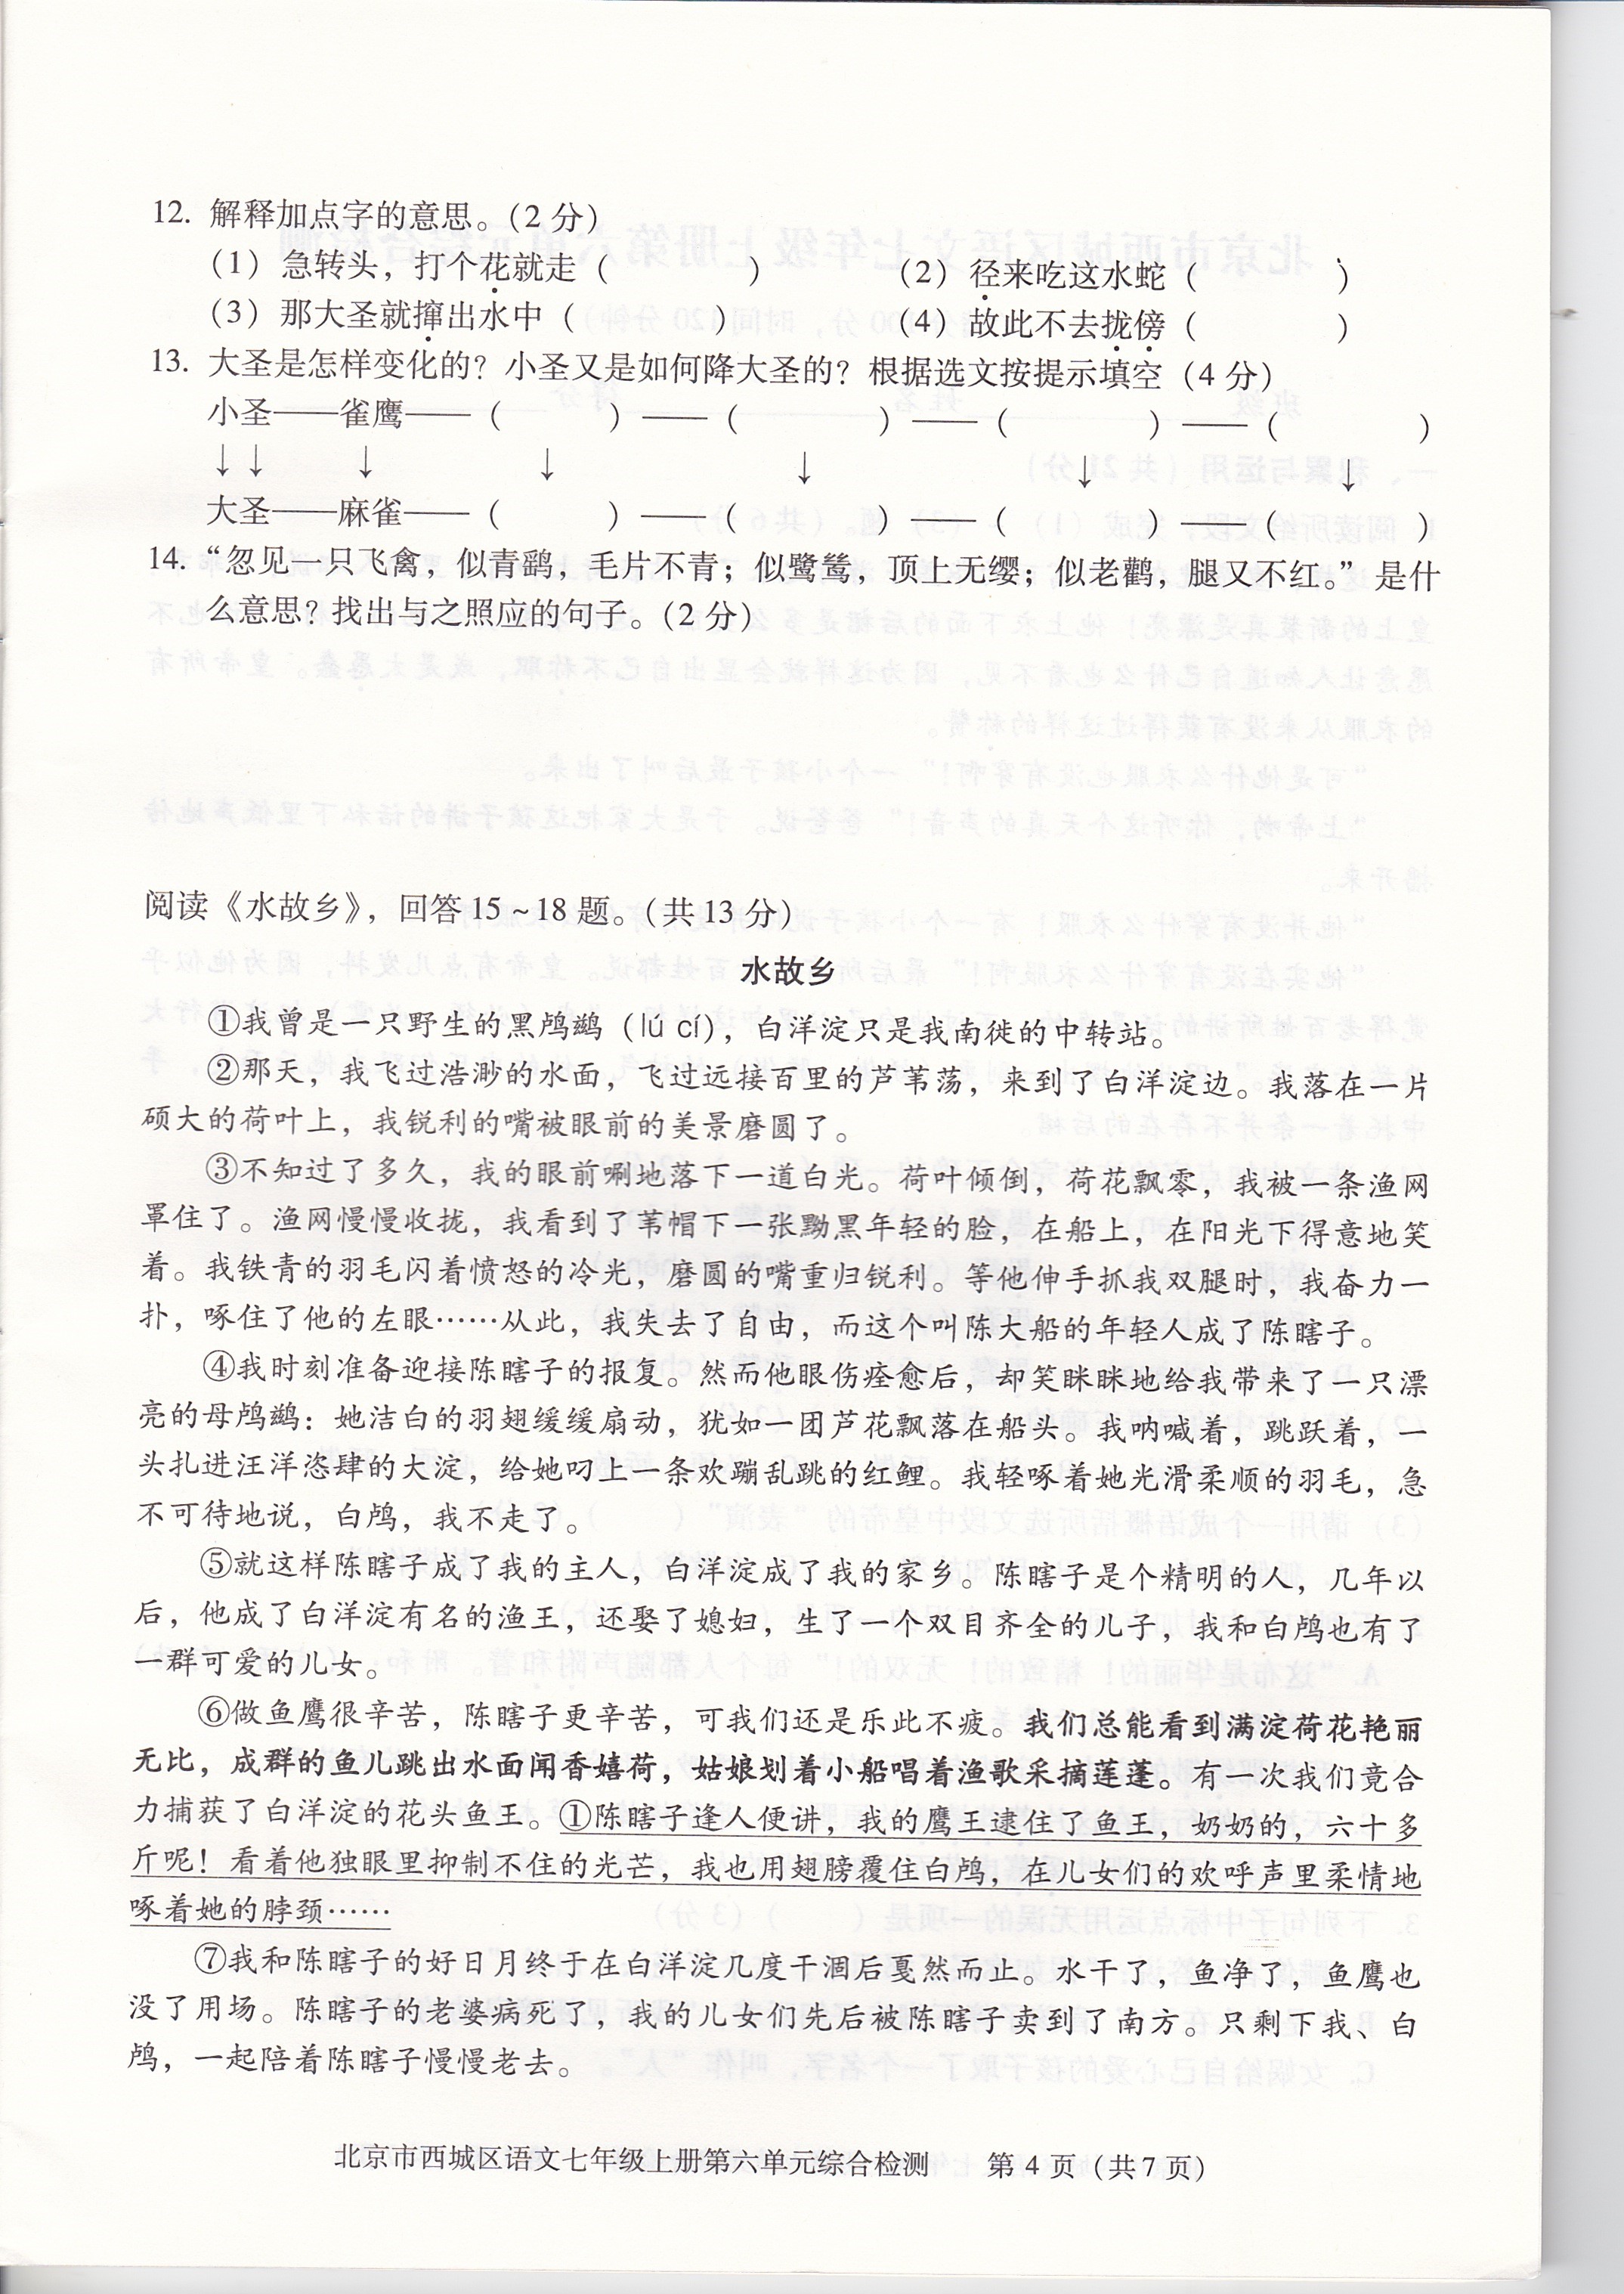 12. 解释加点字的意思。（2 分）
（1）急转头，打个花就走（　　　　）　　（2）径来吃这水蛇（　　　　）
（3）那大圣就撺出水中（　　　　）　　（4）故此不去拢傍（　　　　）
13. 大圣是怎样变化的？小圣又是如何降大圣的？根据选文按提示填空（4 分）
小圣——雀鹰——（　　　）——（　　　　）——（　　　　）——（　　　　）
↓↓　↓　↓　↓　↓　↓
大圣——麻雀——（　　　）——（　　　　）——（　　　　）——（　　　　）
14. “忽见一只飞禽，似青鹞，毛片不青；似鹭鸶，顶上无缨；似老鹳，腿又不红。”是什
么意思？找出与之照应的句子。（2 分）
阅读《水故乡》，回答 15～18 题。（共 13 分）
水故乡
①我曾是一只野生的黑鸬鹚（lú cí），白洋淀只是我南徙的中转站。
②那天，我飞过浩渺的水面，飞过远接百里的芦苇荡，来到了白洋淀边。我落在一片
硕大的荷叶上，我锐利的嘴被眼前的美景磨圆了。
③不知过了多久，我的眼前唰地落下一道白光。荷叶倾倒，荷花飘零，我被一条渔网
罩住了。渔网慢慢收拢，我看到了苇帽下一张黝黑年轻的脸，在船上，在阳光下得意地笑
着。我铁青的羽毛闪着愤怒的冷光，磨圆的嘴重归锐利。等他伸手抓我双腿时，我奋力一
扑，啄住了他的左眼……从此，我失去了自由，而这个叫陈大船的年轻人成了陈瞎子。
④我时刻准备迎接陈瞎子的报复。然而他眼伤痊愈后，却笑眯眯地给我带来了一只漂
亮的母鸬鹚：她洁白的羽翅缓缓扇动，犹如一团芦花飘落在船头。我呐喊着，跳跃着，一
头扎进汪洋恣肆的大淀，给她叼上一条欢蹦乱跳的红鲤。我轻啄着她光滑柔顺的羽毛，急
不可待地说，白鸬，我不走了。
⑤就这样陈瞎子成了我的主人，白洋淀成了我的家乡。陈瞎子是个精明的人，几年以
后，他成了白洋淀有名的渔王，还娶了媳妇，生了一个双目齐全的儿子，我和白鸬也有了
一群可爱的儿女。
⑥做鱼鹰很辛苦，陈瞎子更辛苦，可我们还是乐此不疲。我们总能看到满淀荷花艳丽
无比，成群的鱼儿跳出水面闻香嬉荷，姑娘划着小船唱着渔歌采摘莲蓬。有一次我们竟合
力捕获了白洋淀的花头鱼王。①陈瞎子逢人便讲，我的鹰王逮住了鱼王，奶奶的，六十多
斤呢！看着他独眼里抑制不住的光芒，我也用翅膀覆住白鸬，在儿女们的欢呼声里柔情地
啄着她的脖颈……
⑦我和陈瞎子的好日月终于在白洋淀几度干涸后戛然而止。水干了，鱼净了，鱼鹰也
没了用场。陈瞎子的老婆病死了，我的儿女们先后被陈瞎子卖到了南方。只剩下我、白
鸬，一起陪着陈瞎子慢慢老去。
北京市西城区语文七年级上册第六单元综合检测　　第 4 页（共 7 页）